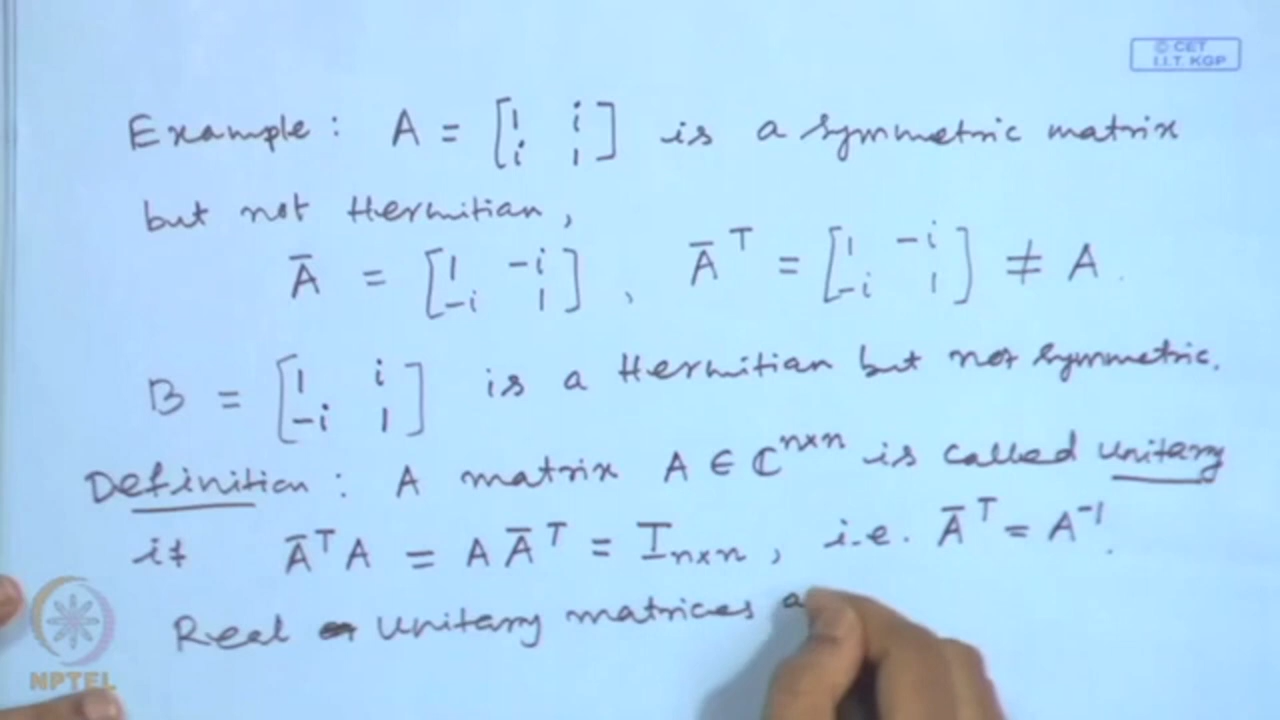 © CET
I.I.T. KGP
Example : A = [1 i; i 1] is a symmetric matrix
but not Hermitian,
Ā = [1 -i; -i 1], Ā^T = [1 -i; -i 1] ≠ A.
B = [1 i; -i 1] is a Hermitian but not symmetric.
Definition : A matrix A ∈ ℂ^{n×n} is called unitary
if Ā^T A = A Ā^T = I_{n×n}, i.e. Ā^T = A^{-1}.
Real unitary matrices a
NPTEL